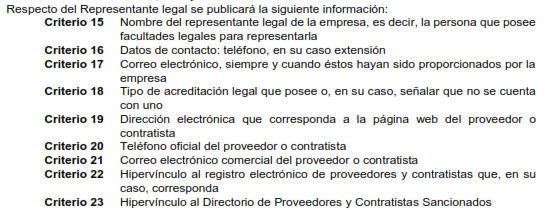 Respecto del Representante legal se publicará la siguiente información:
Criterio 15 Nombre del representante legal de la empresa, es decir, la persona que posee
facultades legales para representarla
Criterio 16 Datos de contacto: teléfono, en su caso extensión
Criterio 17 Correo electrónico, siempre y cuando éstos hayan sido proporcionados por la
empresa
Criterio 18 Tipo de acreditación legal que posee o, en su caso, señalar que no se cuenta
con uno
Criterio 19 Dirección electrónica que corresponda a la página web del proveedor o
contratista
Criterio 20 Teléfono oficial del proveedor o contratista
Criterio 21 Correo electrónico comercial del proveedor o contratista
Criterio 22 Hipervínculo al registro electrónico de proveedores y contratistas que, en su
caso, corresponda
Criterio 23 Hipervínculo al Directorio de Proveedores y Contratistas Sancionados